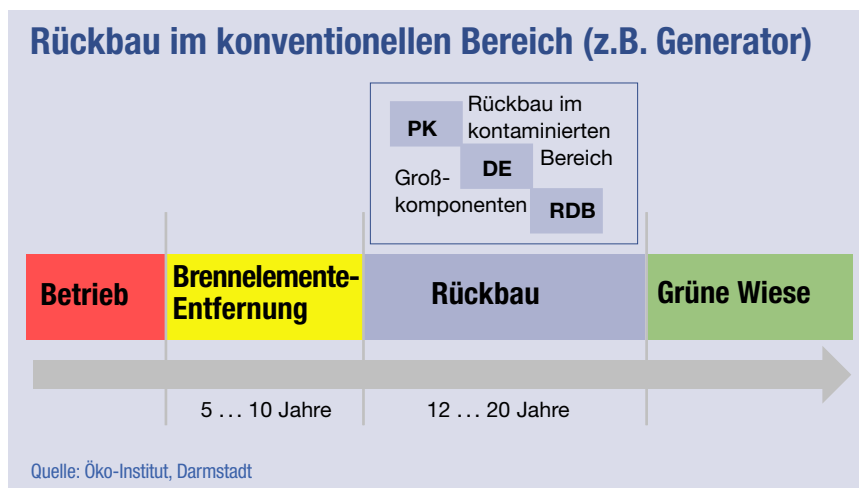 Rückbau im konventionellen Bereich (z.B. Generator)
PK
Rückbau im
kontaminierten
Bereich
DE
Groß-
komponenten
RDB
Betrieb
Brennelemente-
Entfernung
Rückbau
Grüne Wiese
5 … 10 Jahre
12 … 20 Jahre
Quelle: Öko-Institut, Darmstadt